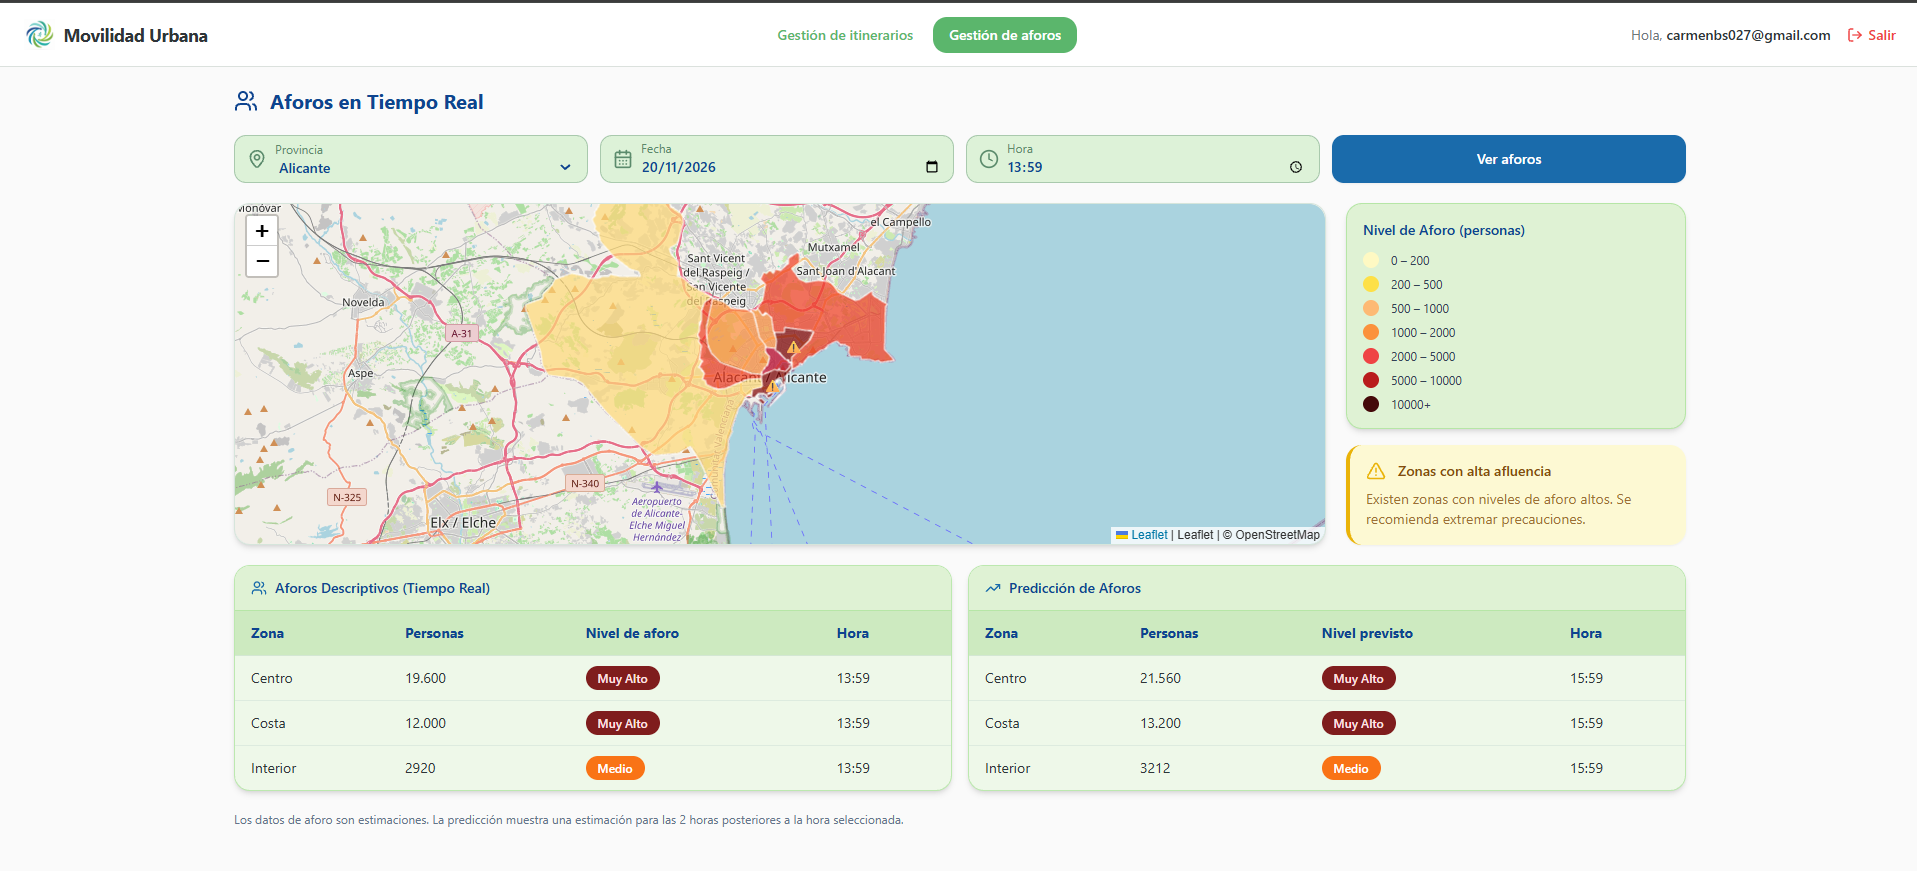 Movilidad Urbana
Gestión de itinerarios
Gestión de aforos
Hola, carmenbs027@gmail.com
Salir
Aforos en Tiempo Real
Provincia
Alicante
Fecha
20/11/2026
Hora
13:59
Ver aforos
Monóvar
+
−
el Campello
Mutxamel
Sant Vicent
del Raspeig /
San Vicente
del Raspeig
Sant Joan d'Alacant
Novelda
A-31
Aspe
Alacant / Alicante
N-340
N-325
Elx / Elche
Aeropuerto
de Alicante-
Elche Miguel
Hernández
Leaflet | Leaflet | © OpenStreetMap
Nivel de Aforo (personas)
0 – 200
200 – 500
500 – 1000
1000 – 2000
2000 – 5000
5000 – 10000
10000+
Zonas con alta afluencia
Existen zonas con niveles de aforo altos. Se
recomienda extremar precauciones.
Aforos Descriptivos (Tiempo Real)
Zona Personas Nivel de aforo Hora
Centro 19.600 Muy Alto 13:59
Costa 12.000 Muy Alto 13:59
Interior 2920 Medio 13:59
Predicción de Aforos
Zona Personas Nivel previsto Hora
Centro 21.560 Muy Alto 15:59
Costa 13.200 Muy Alto 15:59
Interior 3212 Medio 15:59
Los datos de aforo son estimaciones. La predicción muestra una estimación para las 2 horas posteriores a la hora seleccionada.